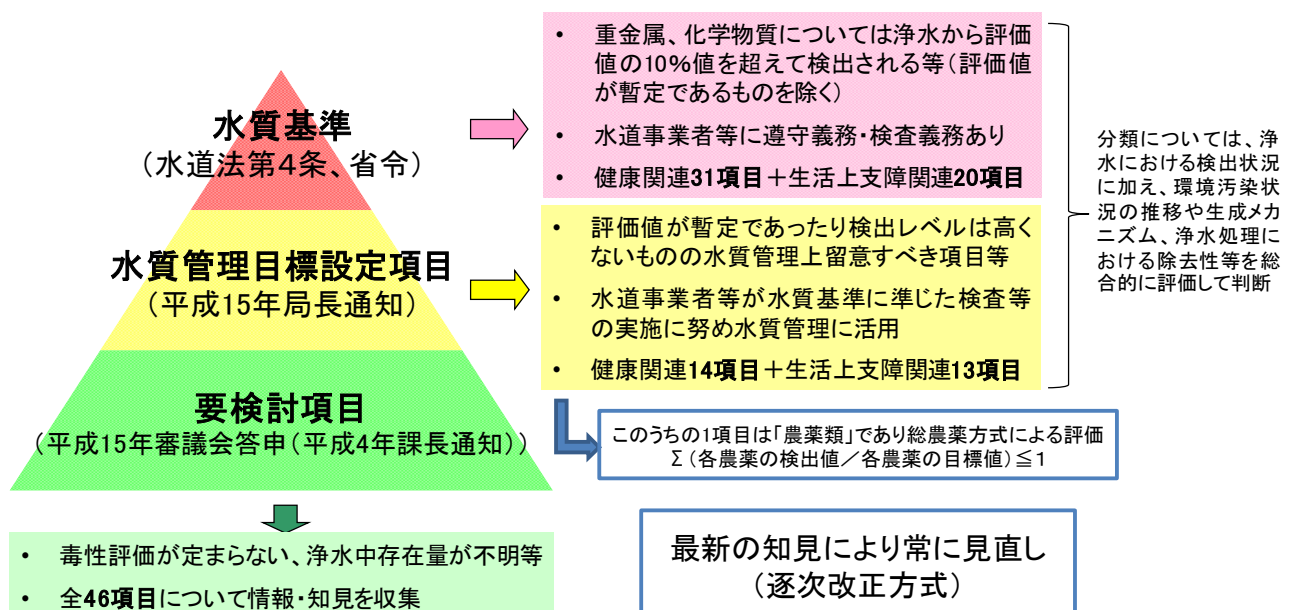 水質基準
（水道法第4条、省令）
• 重金属、化学物質については浄水から評価
値の10％値を超えて検出される等（評価値
が暫定であるものを除く）
• 水道事業者等に遵守義務・検査義務あり
• 健康関連31項目＋生活上支障関連20項目
水質管理目標設定項目
（平成15年局長通知）
• 評価値が暫定であったり検出レベルは高く
ないものの水質管理上留意すべき項目等
• 水道事業者等が水質基準に準じた検査等
の実施に努め水質管理に活用
• 健康関連14項目＋生活上支障関連13項目
分類については、浄
水における検出状況
に加え、環境汚染状
況の推移や生成メカ
ニズム、浄水処理に
おける除去性等を総
合的に評価して判断
要検討項目
（平成15年審議会答申（平成4年課長通知））
このうちの1項目は「農薬類」であり総農薬方式による評価
Σ（各農薬の検出値／各農薬の目標値）≦1
• 毒性評価が定まらない、浄水中存在量が不明等
• 全46項目について情報・知見を収集
最新の知見により常に見直し
（逐次改正方式）